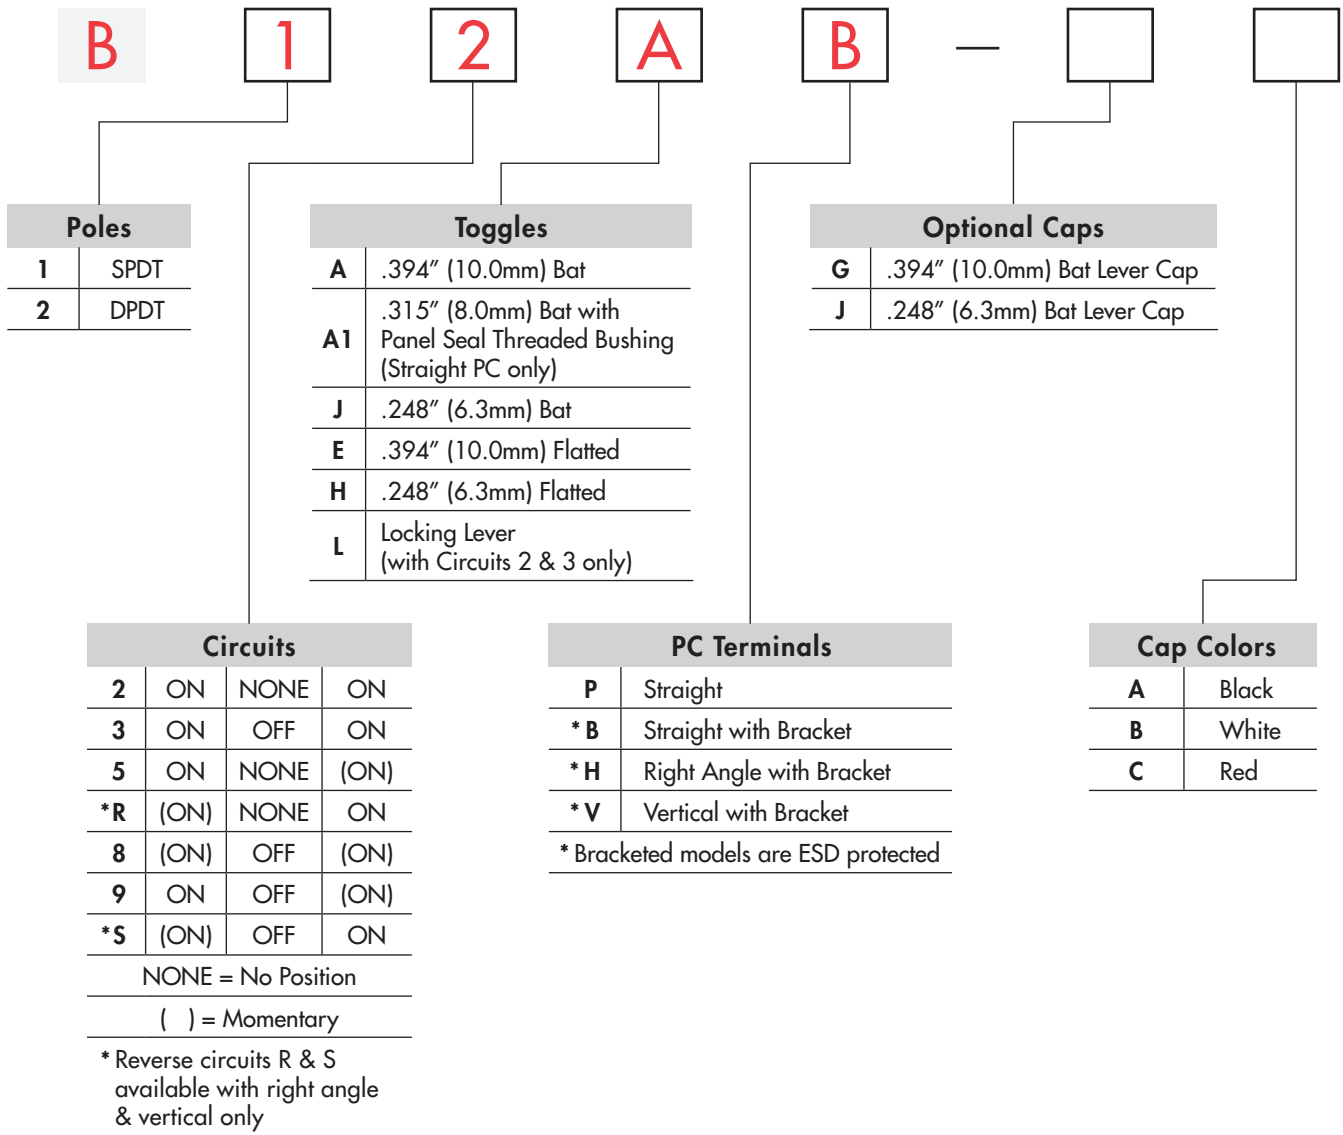 B 1 2 A B —
Poles
1 SPDT
2 DPDT
Toggles
A .394” (10.0mm) Bat
A1 .315” (8.0mm) Bat with
Panel Seal Threaded Bushing
(Straight PC only)
J .248” (6.3mm) Bat
E .394” (10.0mm) Flatted
H .248” (6.3mm) Flatted
L Locking Lever
(with Circuits 2 & 3 only)
Optional Caps
G .394” (10.0mm) Bat Lever Cap
J .248” (6.3mm) Bat Lever Cap
Circuits
2 ON NONE ON
3 ON OFF ON
5 ON NONE (ON)
*R (ON) NONE ON
8 (ON) OFF (ON)
9 ON OFF (ON)
*S (ON) OFF ON
NONE = No Position
( ) = Momentary
* Reverse circuits R & S
available with right angle
& vertical only
PC Terminals
P Straight
* B Straight with Bracket
* H Right Angle with Bracket
* V Vertical with Bracket
* Bracketed models are ESD protected
Cap Colors
A Black
B White
C Red